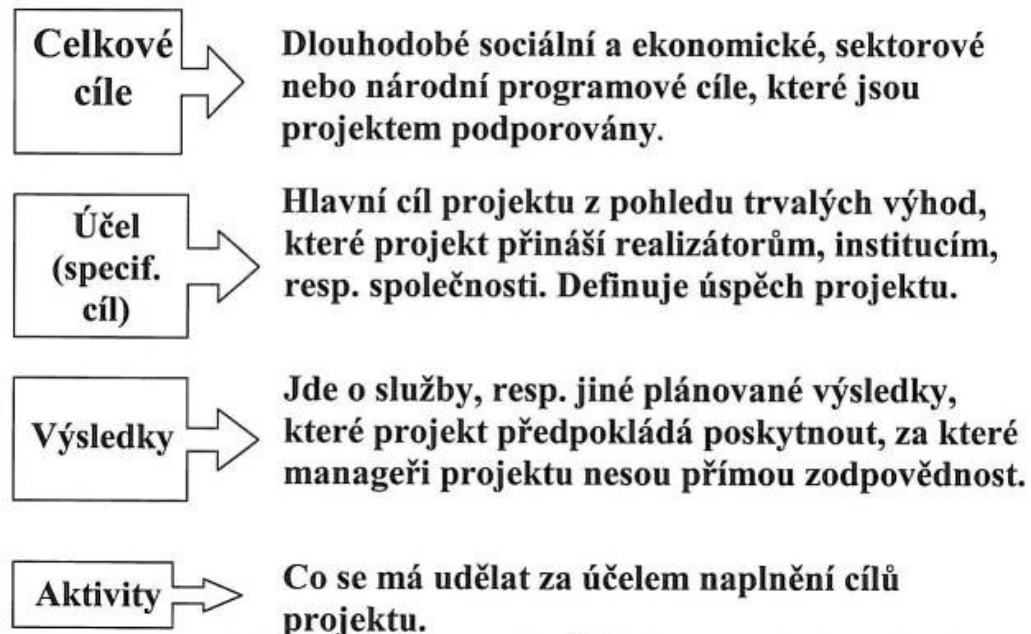 Celkové
cíle
Dlouhodobé sociální a ekonomické, sektorové
nebo národní programové cíle, které jsou
projektem podporovány.
Účel
(specif.
cíl)
Hlavní cíl projektu z pohledu trvalých výhod,
které projekt přináší realizátorům, institucím,
resp. společnosti. Definuje úspěch projektu.
Výsledky
Jde o služby, resp. jiné plánované výsledky,
které projekt předpokládá poskytnout, za které
manageři projektu nesou přímou zodpovědnost.
Aktivity
Co se má udělat za účelem naplnění cílů
projektu.